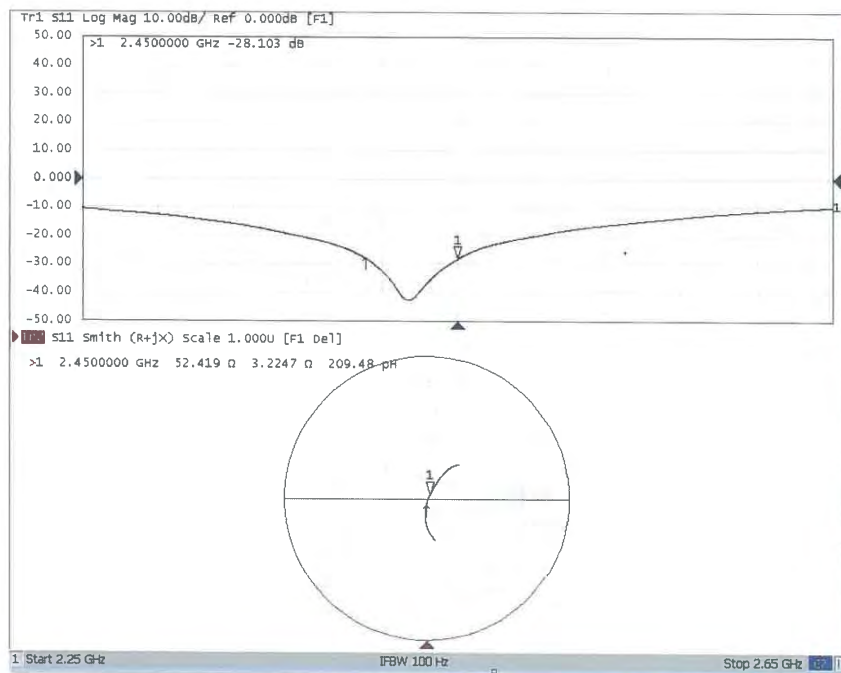 Tr1 S11 Log Mag 10.00dB/ Ref 0.000dB [F1]
50.00
>1 2.4500000 GHz -28.103 dB
40.00
30.00
20.00
10.00
0.000
-10.00
1
-20.00
1
-30.00
-40.00
-50.00
S11 Smith (R+jX) Scale 1.000U [F1 Del]
>1 2.4500000 GHz 52.419 Ω 3.2247 Ω 209.48 pH
1
1 Start 2.25 GHz IFBW 100 Hz Stop 2.65 GHz